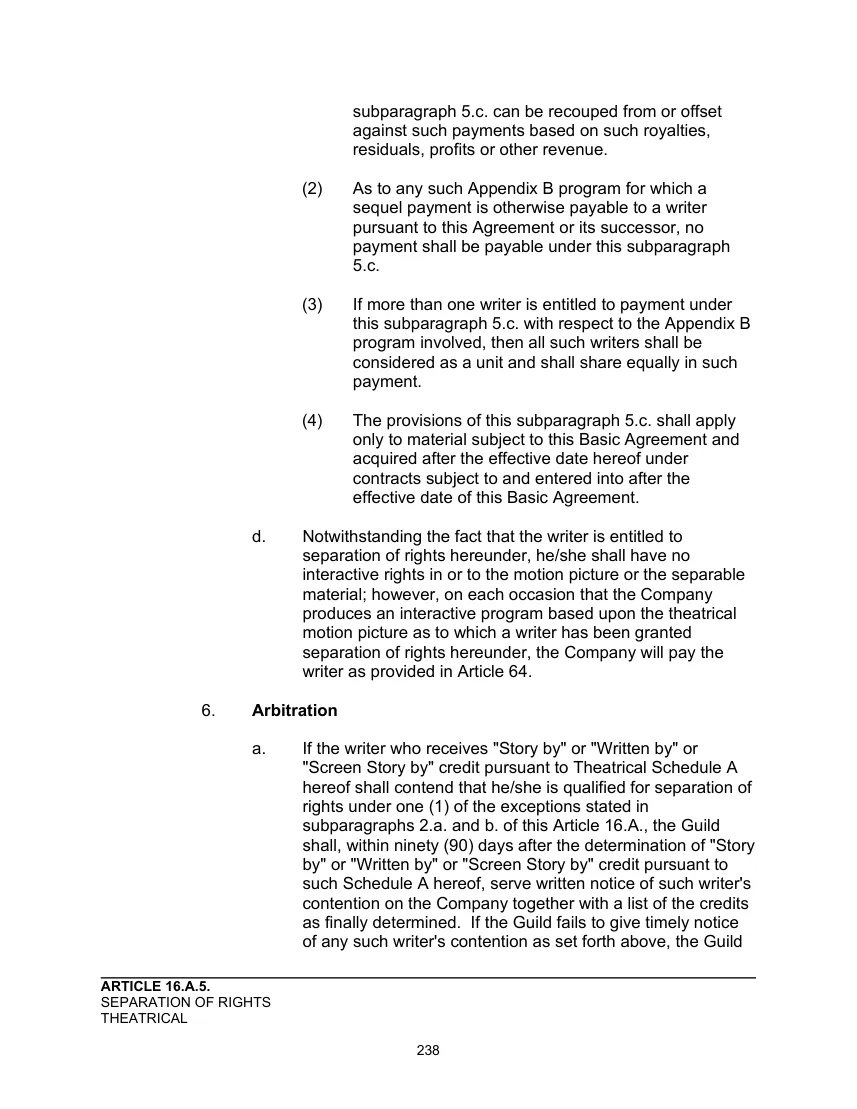 subparagraph 5.c. can be recouped from or offset
against such payments based on such royalties,
residuals, profits or other revenue.
(2) As to any such Appendix B program for which a
sequel payment is otherwise payable to a writer
pursuant to this Agreement or its successor, no
payment shall be payable under this subparagraph
5.c.
(3) If more than one writer is entitled to payment under
this subparagraph 5.c. with respect to the Appendix B
program involved, then all such writers shall be
considered as a unit and shall share equally in such
payment.
(4) The provisions of this subparagraph 5.c. shall apply
only to material subject to this Basic Agreement and
acquired after the effective date hereof under
contracts subject to and entered into after the
effective date of this Basic Agreement.
d. Notwithstanding the fact that the writer is entitled to
separation of rights hereunder, he/she shall have no
interactive rights in or to the motion picture or the separable
material; however, on each occasion that the Company
produces an interactive program based upon the theatrical
motion picture as to which a writer has been granted
separation of rights hereunder, the Company will pay the
writer as provided in Article 64.
6. Arbitration
a. If the writer who receives "Story by" or "Written by" or
"Screen Story by" credit pursuant to Theatrical Schedule A
hereof shall contend that he/she is qualified for separation of
rights under one (1) of the exceptions stated in
subparagraphs 2.a. and b. of this Article 16.A., the Guild
shall, within ninety (90) days after the determination of "Story
by" or "Written by" or "Screen Story by" credit pursuant to
such Schedule A hereof, serve written notice of such writer's
contention on the Company together with a list of the credits
as finally determined.  If the Guild fails to give timely notice
of any such writer's contention as set forth above, the Guild
ARTICLE 16.A.5.
SEPARATION OF RIGHTS
THEATRICAL
238